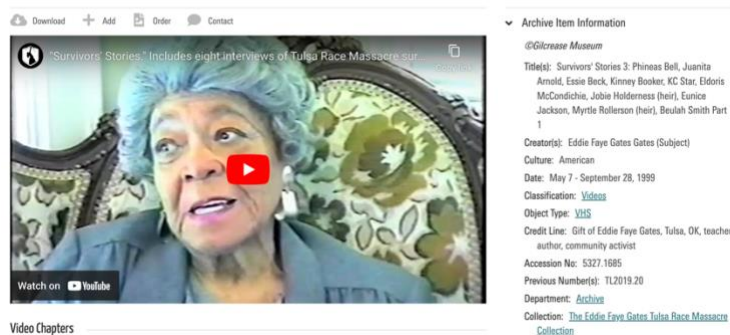 Download
Add
Order
Contact
"Survivors' Stories." Includes eight interviews of Tulsa Race Massacre sur
Watch on YouTube
Video Chapters
Archive Item Information
©Gilcrease Museum
Title(s): Survivors' Stories 3: Phineas Bell, Juanita
Arnold, Essie Beck, Kinney Booker, KC Star, Eldoris
McCondichie, Jobie Holderness (heir), Eunice
Jackson, Myrtle Rollerson (heir), Beulah Smith Part
1
Creator(s): Eddie Faye Gates Gates (Subject)
Culture: American
Date: May 7 - September 28, 1999
Classification: Videos
Object Type: VHS
Credit Line: Gift of Eddie Faye Gates, Tulsa, OK, teacher
author, community activist
Accession No: 5327.1685
Previous Number(s): TL2019.20
Department: Archive
Collection: The Eddie Faye Gates Tulsa Race Massacre
Collection